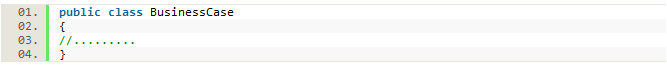 01. public class BusinessCase
02. {
03. //.........
04. }